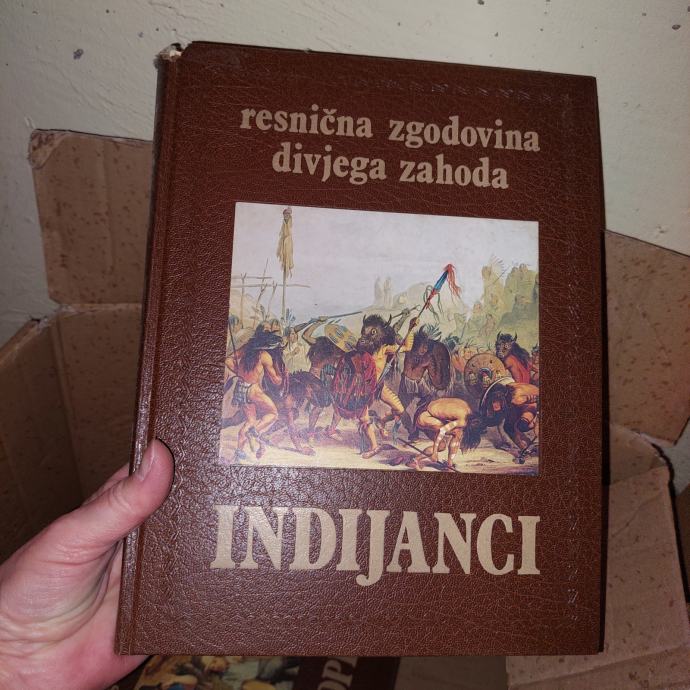 resnična zgodovina
divjega zahoda
INDIJANCI